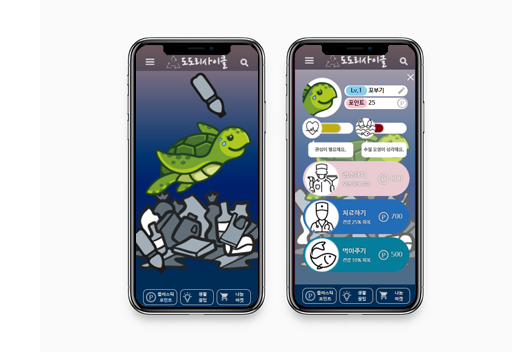 도도리사이클
플라스틱
포인트
생활
꿀팁
나눔
마켓
도도리사이클
Lv.1 꼬부기
포인트 25 P
관심이 필요해요.
수질 오염이 심각해요.
치료하기
P 700
건강 25% 회복
먹이주기
P 500
건강 10% 회복
플라스틱
포인트
생활
꿀팁
나눔
마켓